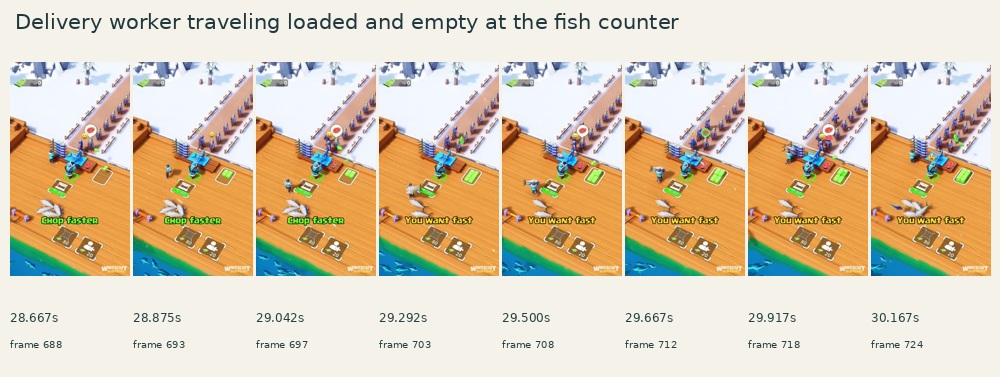 Delivery worker traveling loaded and empty at the fish counter
Chop faster
Chop faster
Chop faster
You want fast
You want fast
You want fast
You want fast
You want fast
28.667s
28.875s
29.042s
29.292s
29.500s
29.667s
29.917s
30.167s
frame 688
frame 693
frame 697
frame 703
frame 708
frame 712
frame 718
frame 724